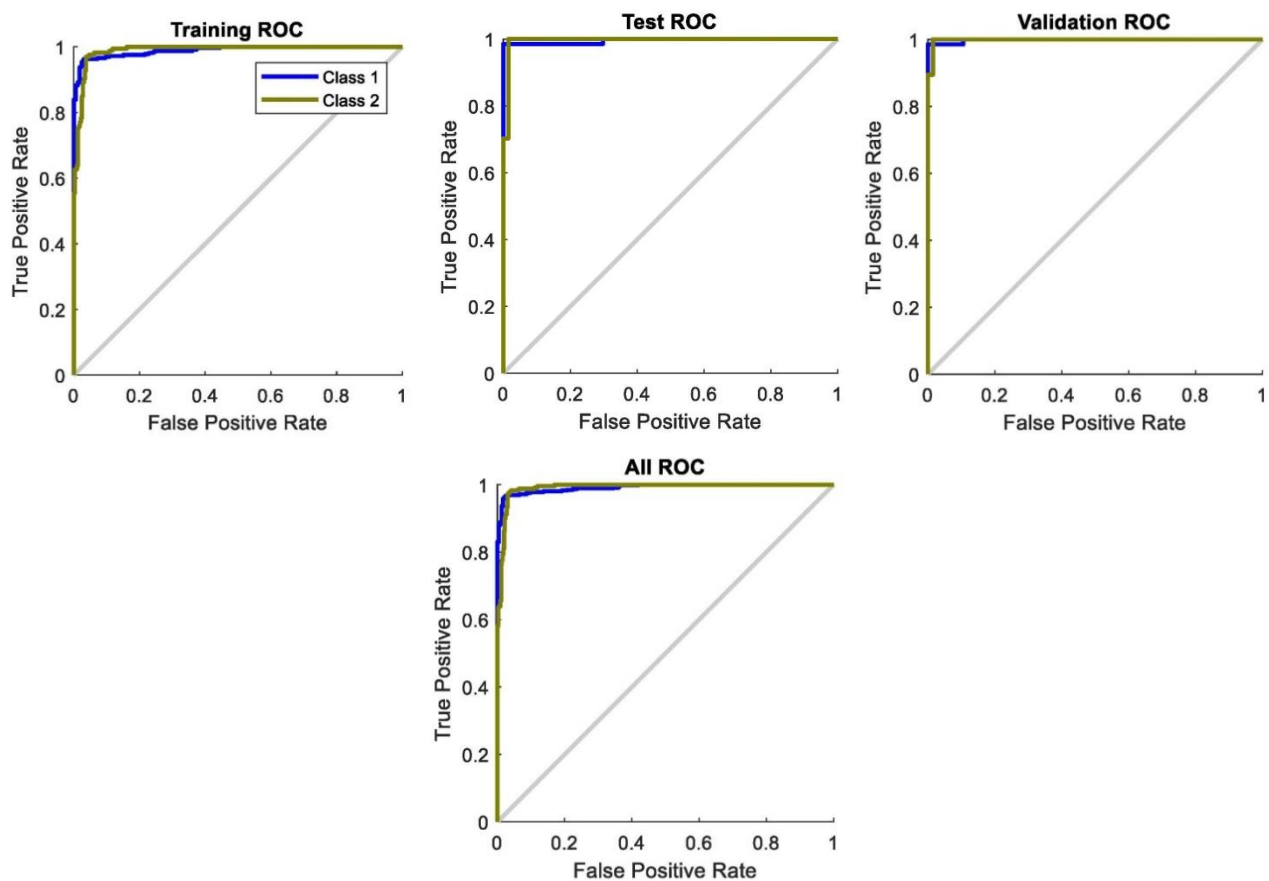 Training ROC
Test ROC
Validation ROC
1
0.8
0.6
0.4
0.2
0
True Positive Rate
Class 1
Class 2
0 0.2 0.4 0.6 0.8 1
False Positive Rate
1
0.8
0.6
0.4
0.2
0
True Positive Rate
0 0.2 0.4 0.6 0.8 1
False Positive Rate
1
0.8
0.6
0.4
0.2
0
True Positive Rate
0 0.2 0.4 0.6 0.8 1
False Positive Rate
All ROC
1
0.8
0.6
0.4
0.2
0
True Positive Rate
0 0.2 0.4 0.6 0.8 1
False Positive Rate